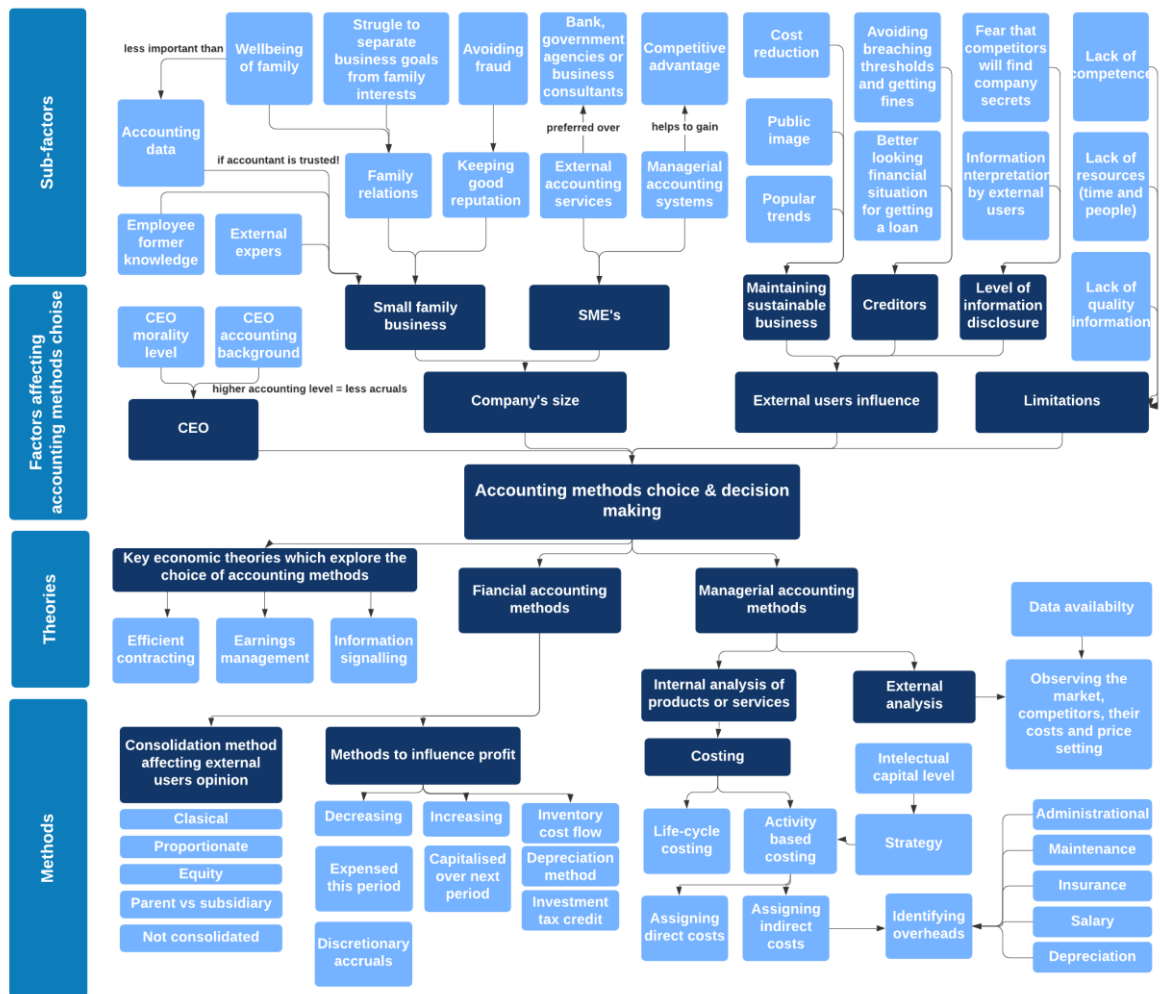 Sub-factors
less important than
Wellbeing
of family
Strugle to
separate
business goals
from family
interests
Avoiding
fraud
Bank,
government
agencies or
business
consultants
Competitive
advantage
Cost
reduction
Avoiding
breaching
thresholds
and getting
fines
Fear that
competitors
will find
company
secrets
Lack of
competence
Accounting
data
if accountant is trusted!
preferred over
helps to gain
Public
image
Family
relations
Keeping
good
reputation
External
accounting
services
Managerial
accounting
systems
Popular
trends
Better
looking
financial
situation
for getting
a loan
Information
interpretation
by external
users
Lack of
resources
(time and
people)
Employee
former
knowledge
External
expers
Factors affecting
accounting methods choise
CEO
morality
level
CEO
accounting
background
Small family
business
SME's
Maintaining
sustainable
business
Creditors
Level of
information
disclosure
Lack of
quality
information
higher accounting level = less acruals
CEO
Company's size
External users influence
Limitations
Accounting methods choice & decision
making
Theories
Key economic theories which explore the
choice of accounting methods
Fiancial accounting
methods
Managerial accounting
methods
Data availabilty
Efficient
contracting
Earnings
management
Information
signalling
Internal analysis of
products or services
External
analysis
Observing the
market,
competitors, their
costs and price
setting
Methods
Consolidation method
affecting external
users opinion
Methods to influence profit
Costing
Intelectual
capital level
Clasical
Proportionate
Equity
Parent vs subsidiary
Not consolidated
Decreasing
Increasing
Inventory
cost flow
Expensed
this period
Capitalised
over next
period
Depreciation
method
Investment
tax credit
Discretionary
accruals
Life-cycle
costing
Activity
based
costing
Strategy
Assigning
direct costs
Assigning
indirect
costs
Identifying
overheads
Administrational
Maintenance
Insurance
Salary
Depreciation